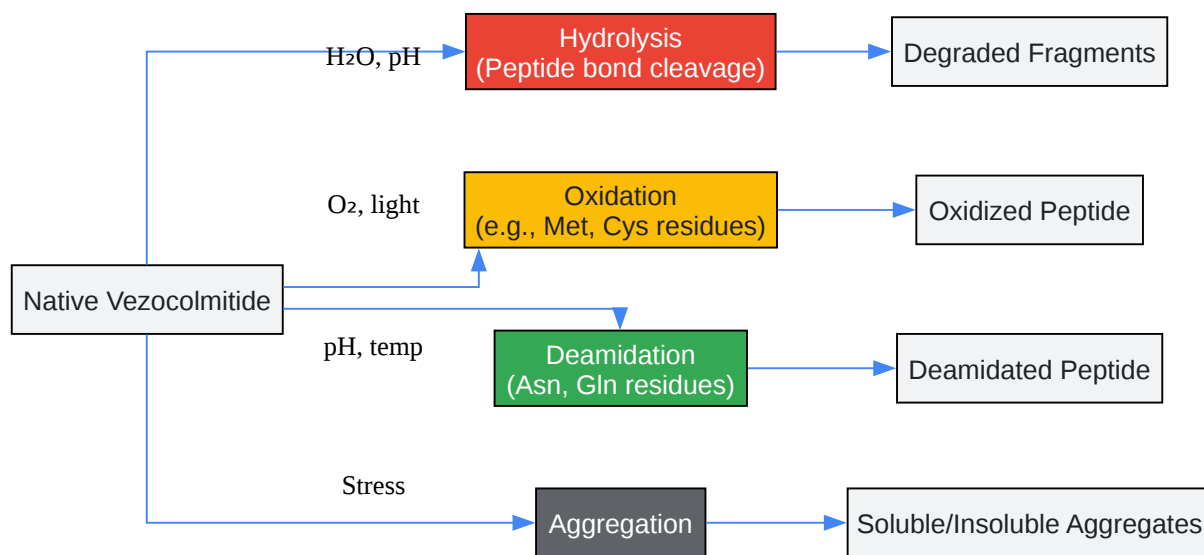 H₂O, pH
Hydrolysis
(Peptide bond cleavage)
Degraded Fragments
O₂, light
Oxidation
(e.g., Met, Cys residues)
Oxidized Peptide
Native Vezocolmitide
pH, temp
Deamidation
(Asn, Gln residues)
Deamidated Peptide
Stress
Aggregation
Soluble/Insoluble Aggregates